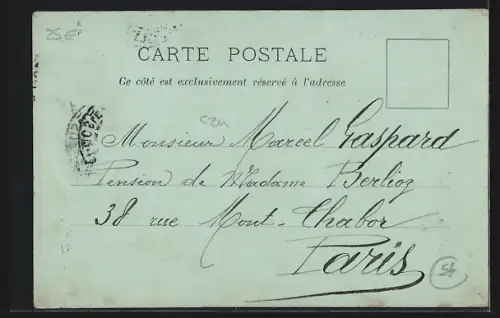 25 E
CARTE POSTALE
Ce côté est exclusivement réservé à l'adresse
Monsieur Marcel Gaspard
Pension de Madame Berlioz
38 rue Mont-Chabor
Paris
54